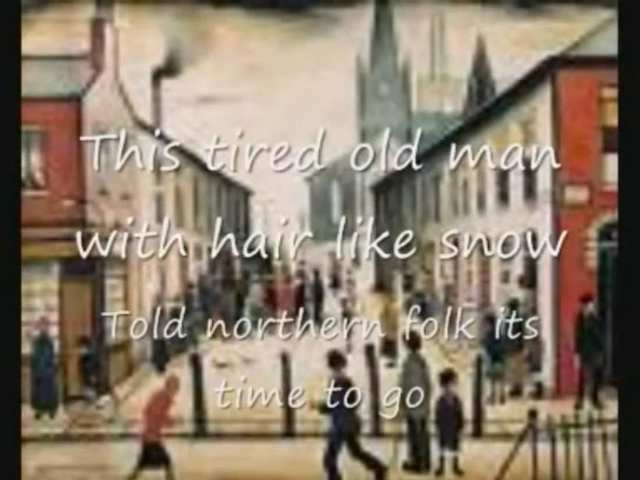 This tired old man
with hair like snow
Told northern folk its
time to go